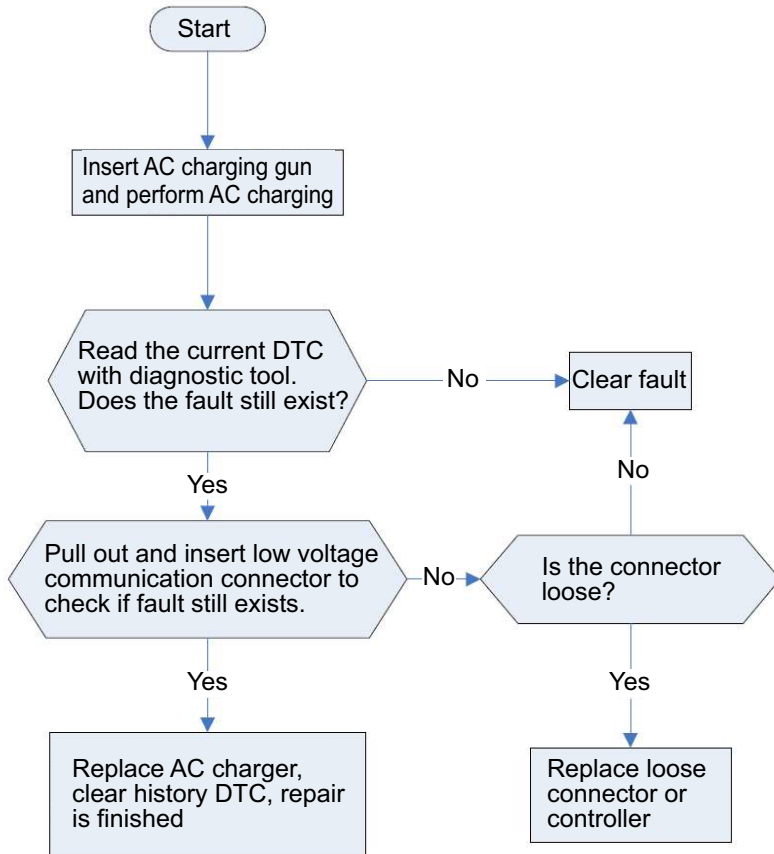 Start
Insert AC charging gun
and perform AC charging
Read the current DTC
with diagnostic tool.
Does the fault still exist?
No
Clear fault
Yes
No
Pull out and insert low voltage
communication connector to
check if fault still exists.
No
Is the connector
loose?
Yes
Yes
Replace AC charger,
clear history DTC, repair
is finished
Replace loose
connector or
controller